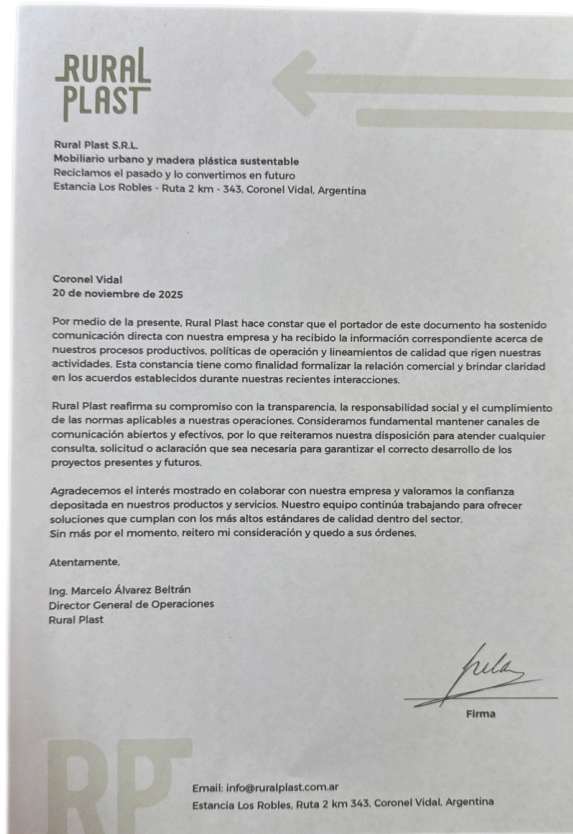 RURAL
PLAST
Rural Plast S.R.L.
Mobiliario urbano y madera plástica sustentable
Reciclamos el pasado y lo convertimos en futuro
Estancia Los Robles - Ruta 2 km - 343, Coronel Vidal, Argentina
Coronel Vidal
20 de noviembre de 2025
Por medio de la presente, Rural Plast hace constar que el portador de este documento ha sostenido
comunicación directa con nuestra empresa y ha recibido la información correspondiente acerca de
nuestros procesos productivos, políticas de operación y lineamientos de calidad que rigen nuestras
actividades. Esta constancia tiene como finalidad formalizar la relación comercial y brindar claridad
en los acuerdos establecidos durante nuestras recientes interacciones.
Rural Plast reafirma su compromiso con la transparencia, la responsabilidad social y el cumplimiento
de las normas aplicables a nuestras operaciones. Consideramos fundamental mantener canales de
comunicación abiertos y efectivos, por lo que reiteramos nuestra disposición para atender cualquier
consulta, solicitud o aclaración que sea necesaria para garantizar el correcto desarrollo de los
proyectos presentes y futuros.
Agradecemos el interés mostrado en colaborar con nuestra empresa y valoramos la confianza
depositada en nuestros productos y servicios. Nuestro equipo continúa trabajando para ofrecer
soluciones que cumplan con los más altos estándares de calidad dentro del sector.
Sin más por el momento, reitero mi consideración y quedo a sus órdenes.
Atentamente,
Ing. Marcelo Álvarez Beltrán
Director General de Operaciones
Rural Plast
Firma
RP
Email: info@ruralplast.com.ar
Estancia Los Robles, Ruta 2 km 343, Coronel Vidal, Argentina